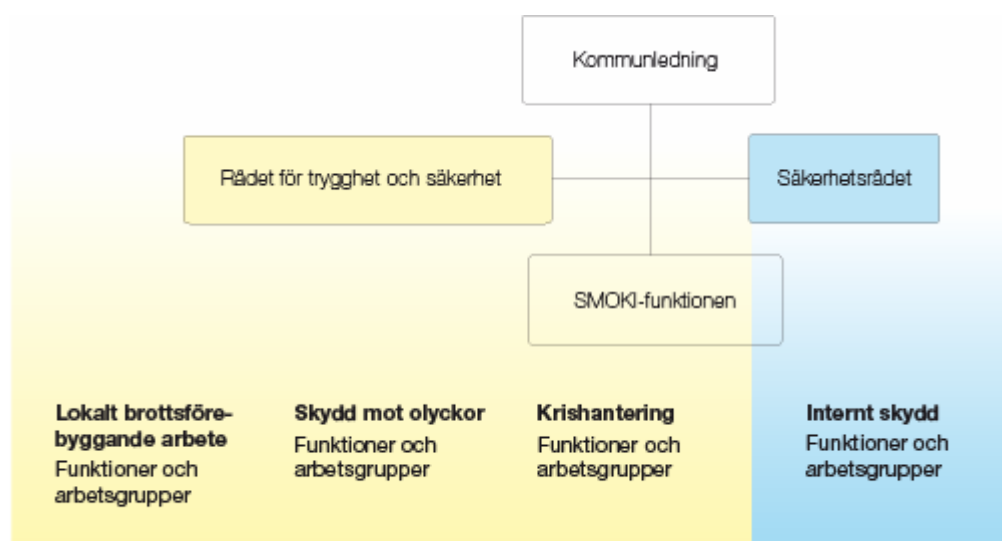 Kommunledning
Rådet för trygghet och säkerhet
Säkerhetsrådet
SMOKI-funktionen
Lokalt brottsföre-
byggande arbete
Funktioner och
arbetsgrupper
Skydd mot olyckor
Funktioner och
arbetsgrupper
Krishantering
Funktioner och
arbetsgrupper
Internt skydd
Funktioner och
arbetsgrupper